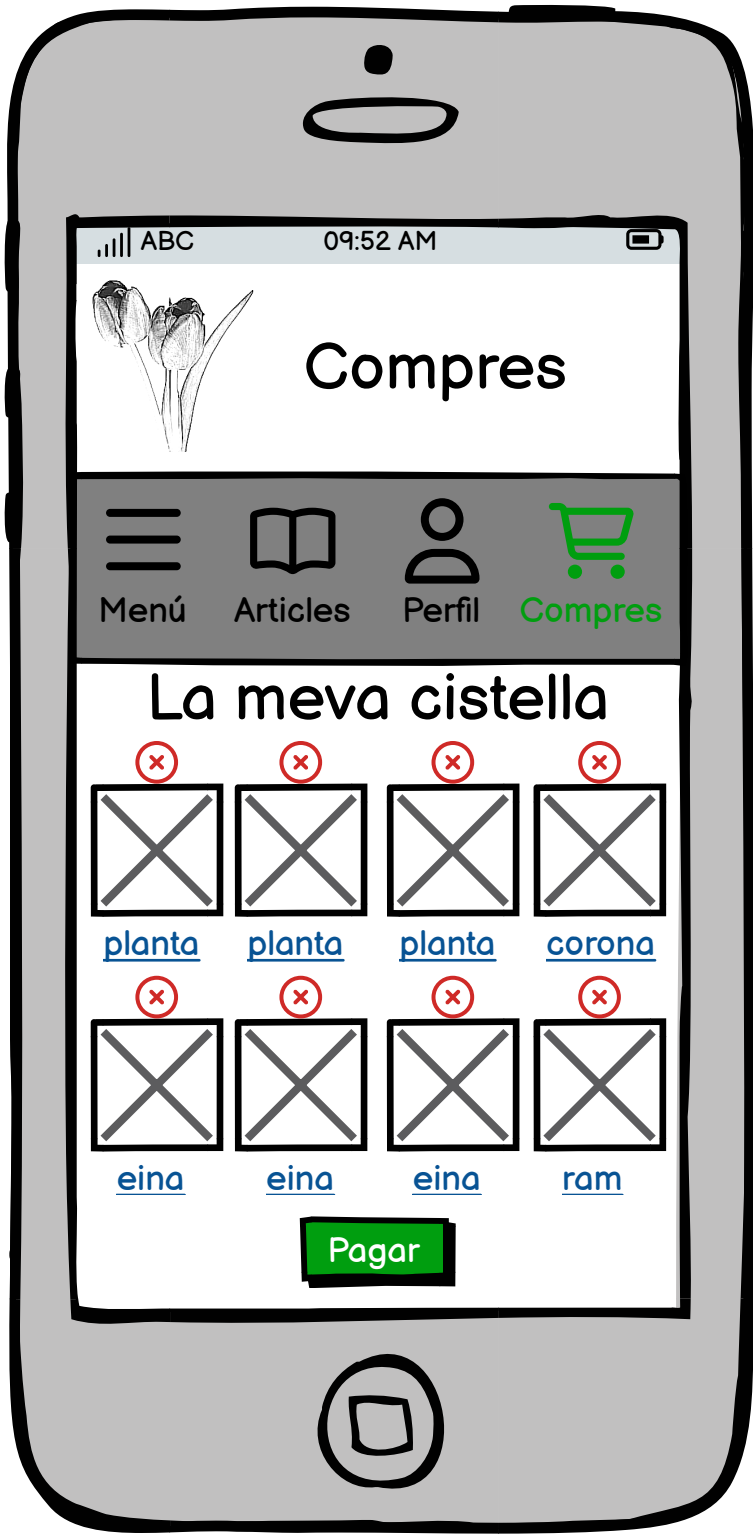 ABC 09:52 AM
Compres
Menú Articles Perfil Compres
La meva cistella
planta planta planta corona
eina eina eina ram
Pagar